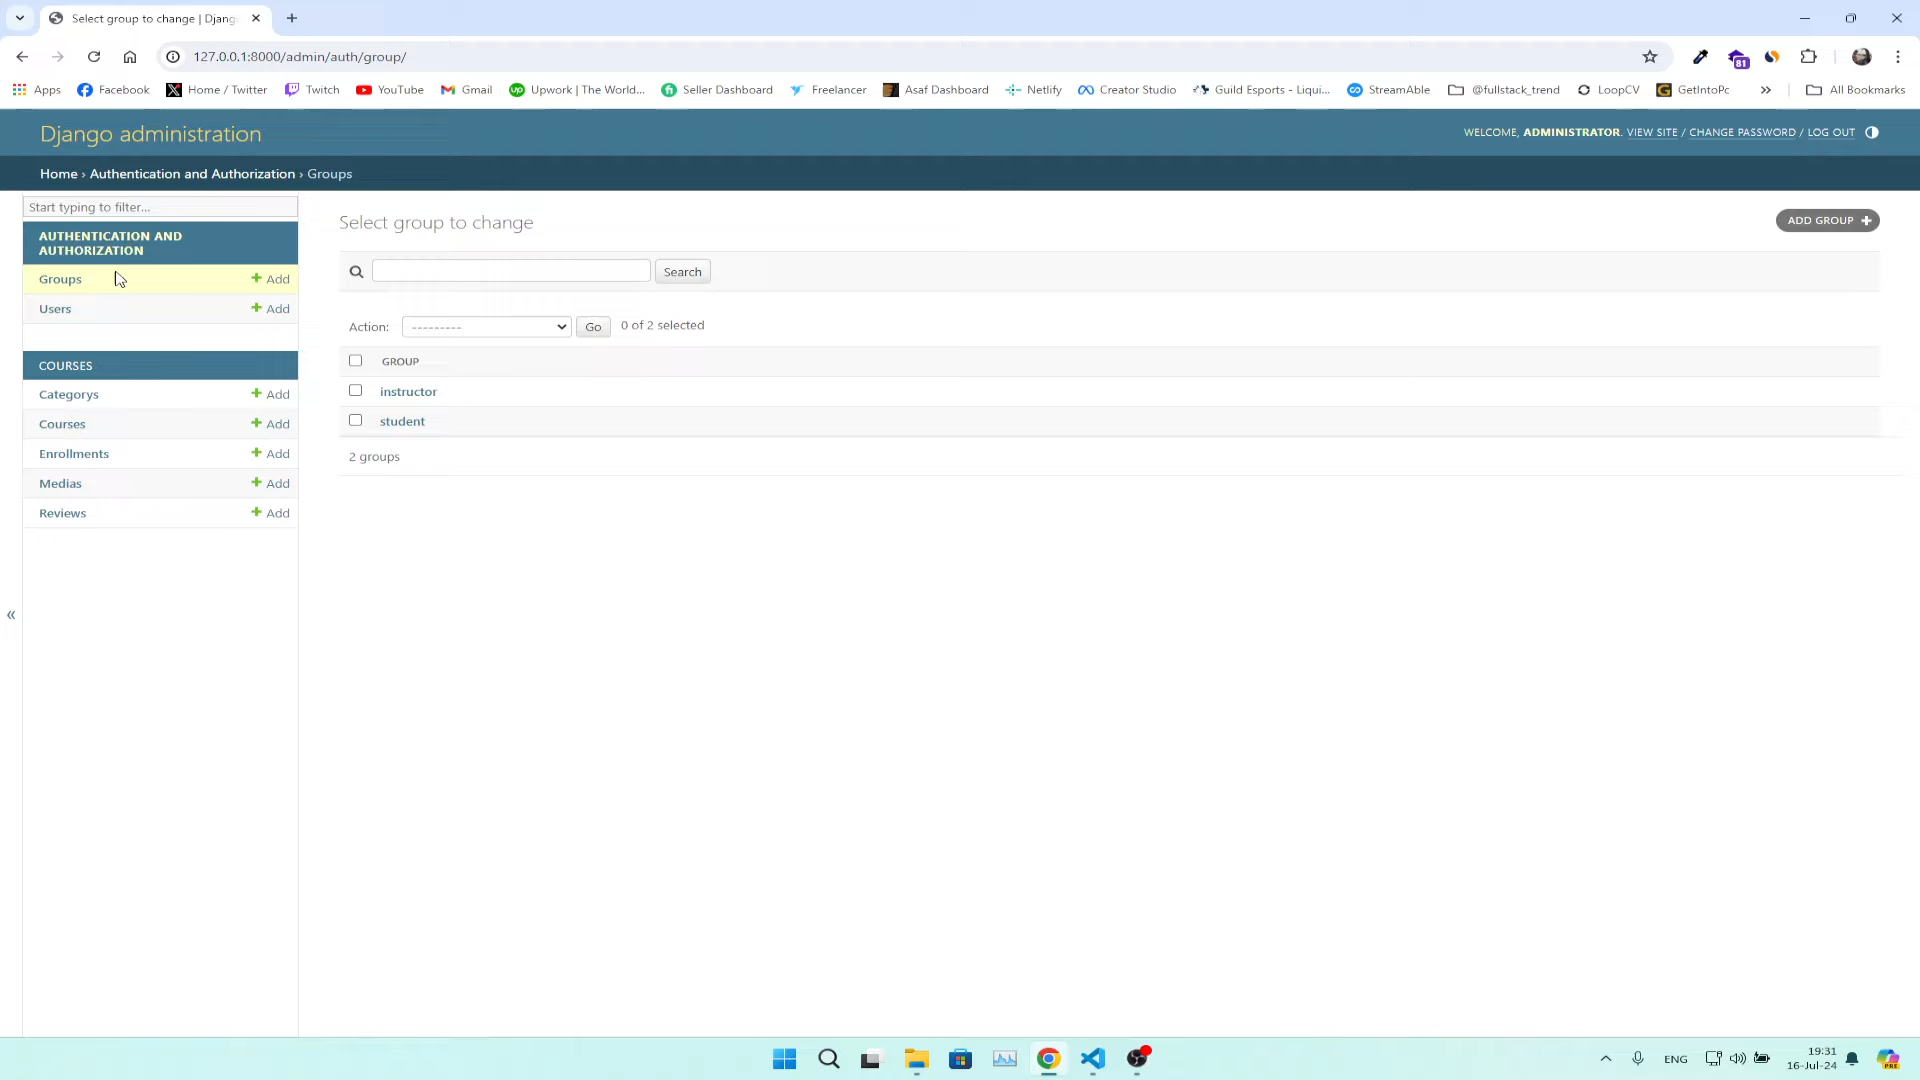 Select group to change | Djang
127.0.0.1:8000/admin/auth/group/
81
Apps Facebook Home / Twitter Twitch YouTube Gmail Upwork | The World... Seller Dashboard Freelancer Asaf Dashboard Netlify Creator Studio Guild Esports - Liqui... StreamAble @fullstack_trend LoopCV GetIntoPc » All Bookmarks
Django administration
WELCOME, ADMINISTRATOR. VIEW SITE / CHANGE PASSWORD / LOG OUT
Home › Authentication and Authorization › Groups
Start typing to filter...
AUTHENTICATION AND
AUTHORIZATION
Groups + Add
Users + Add
COURSES
Categorys + Add
Courses + Add
Enrollments + Add
Medias + Add
Reviews + Add
«
Select group to change
ADD GROUP +
Search
Action: --------- Go 0 of 2 selected
GROUP
instructor
student
2 groups
ENG
19:31
16-Jul-24
PRE